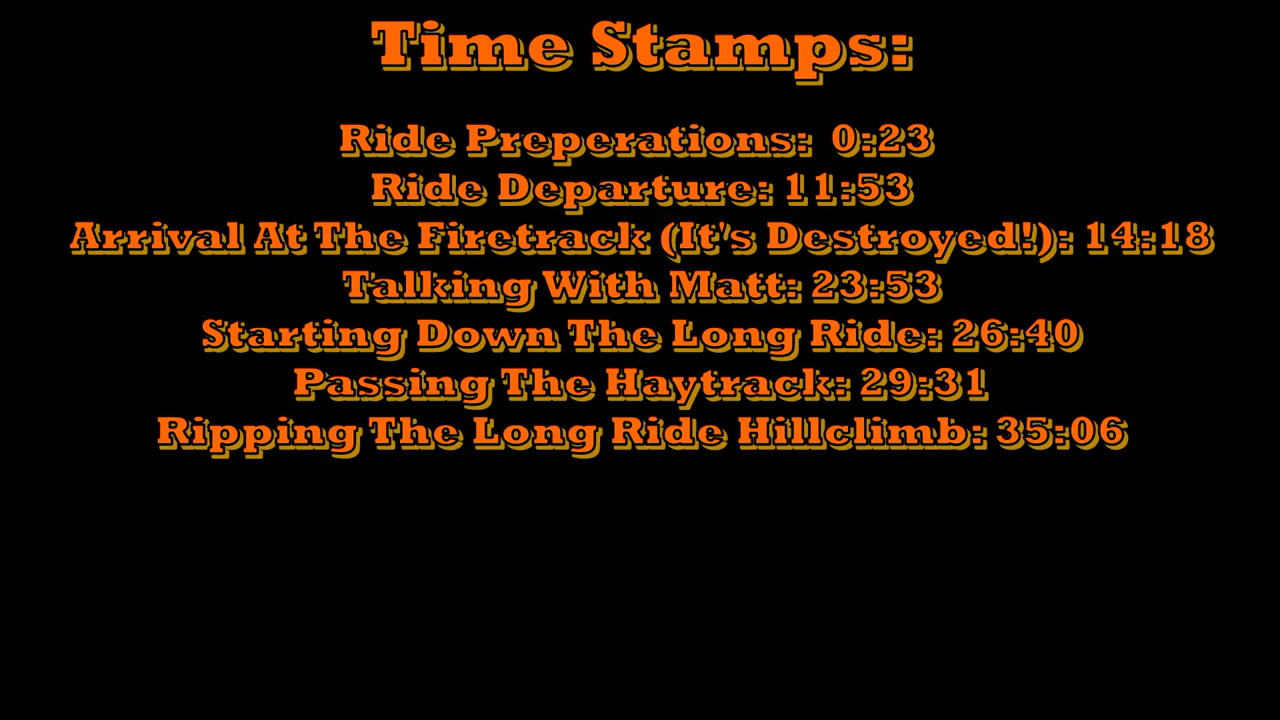 Time Stamps:
Ride Preperations: 0:23
Ride Departure: 11:53
Arrival At The Firetrack (It's Destroyed!): 14:18
Talking With Matt: 23:53
Starting Down The Long Ride: 26:40
Passing The Haytrack: 29:31
Ripping The Long Ride Hillclimb: 35:06